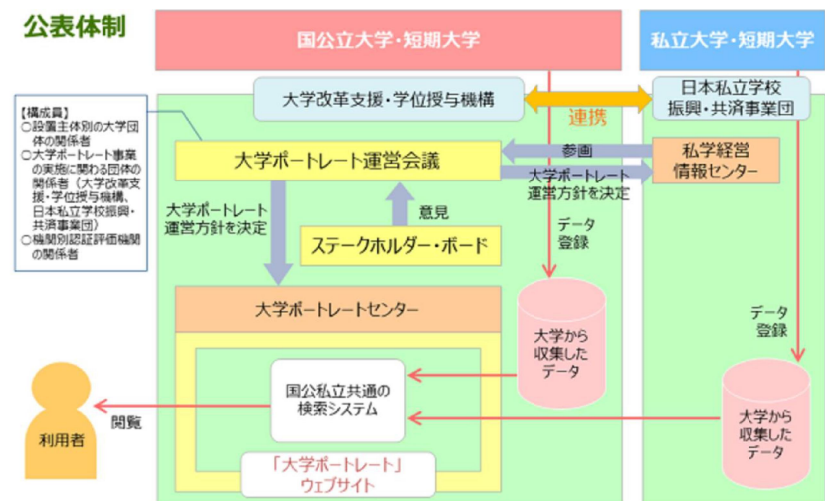 公表体制
国公立大学・短期大学
私立大学・短期大学
大学改革支援・学位授与機構
連携
日本私立学校
振興・共済事業団
【構成員】
○設置主体別の大学団
体の関係者
○大学ポートレート事業
の実施に関わる団体の
関係者（大学改革支
援・学位授与機構、
日本私立学校振興・
共済事業団）
○機関別認証評価機関
の関係者
大学ポートレート運営会議
参画
大学ポートレート
運営方針を決定
私学経営
情報センター
大学ポートレート
運営方針を決定
意見
ステークホルダー・ボード
データ
登録
大学ポートレートセンター
データ
登録
大学から
収集した
データ
国公私立共通の
検索システム
大学から
収集した
データ
利用者
閲覧
「大学ポートレート」
ウェブサイト